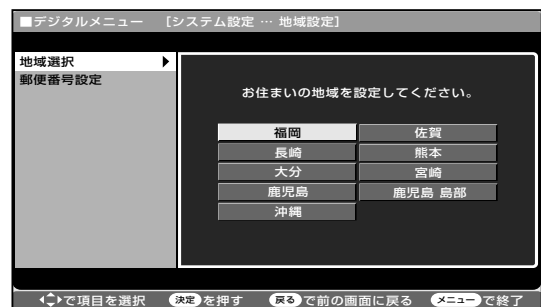 ■デジタルメニュー [システム設定 … 地域設定]
地域選択
郵便番号設定
お住まいの地域を設定してください。
福岡 佐賀
長崎 熊本
大分 宮崎
鹿児島 鹿児島 島部
沖縄
で項目を選択 決定を押す 戻るで前の画面に戻る メニューで終了